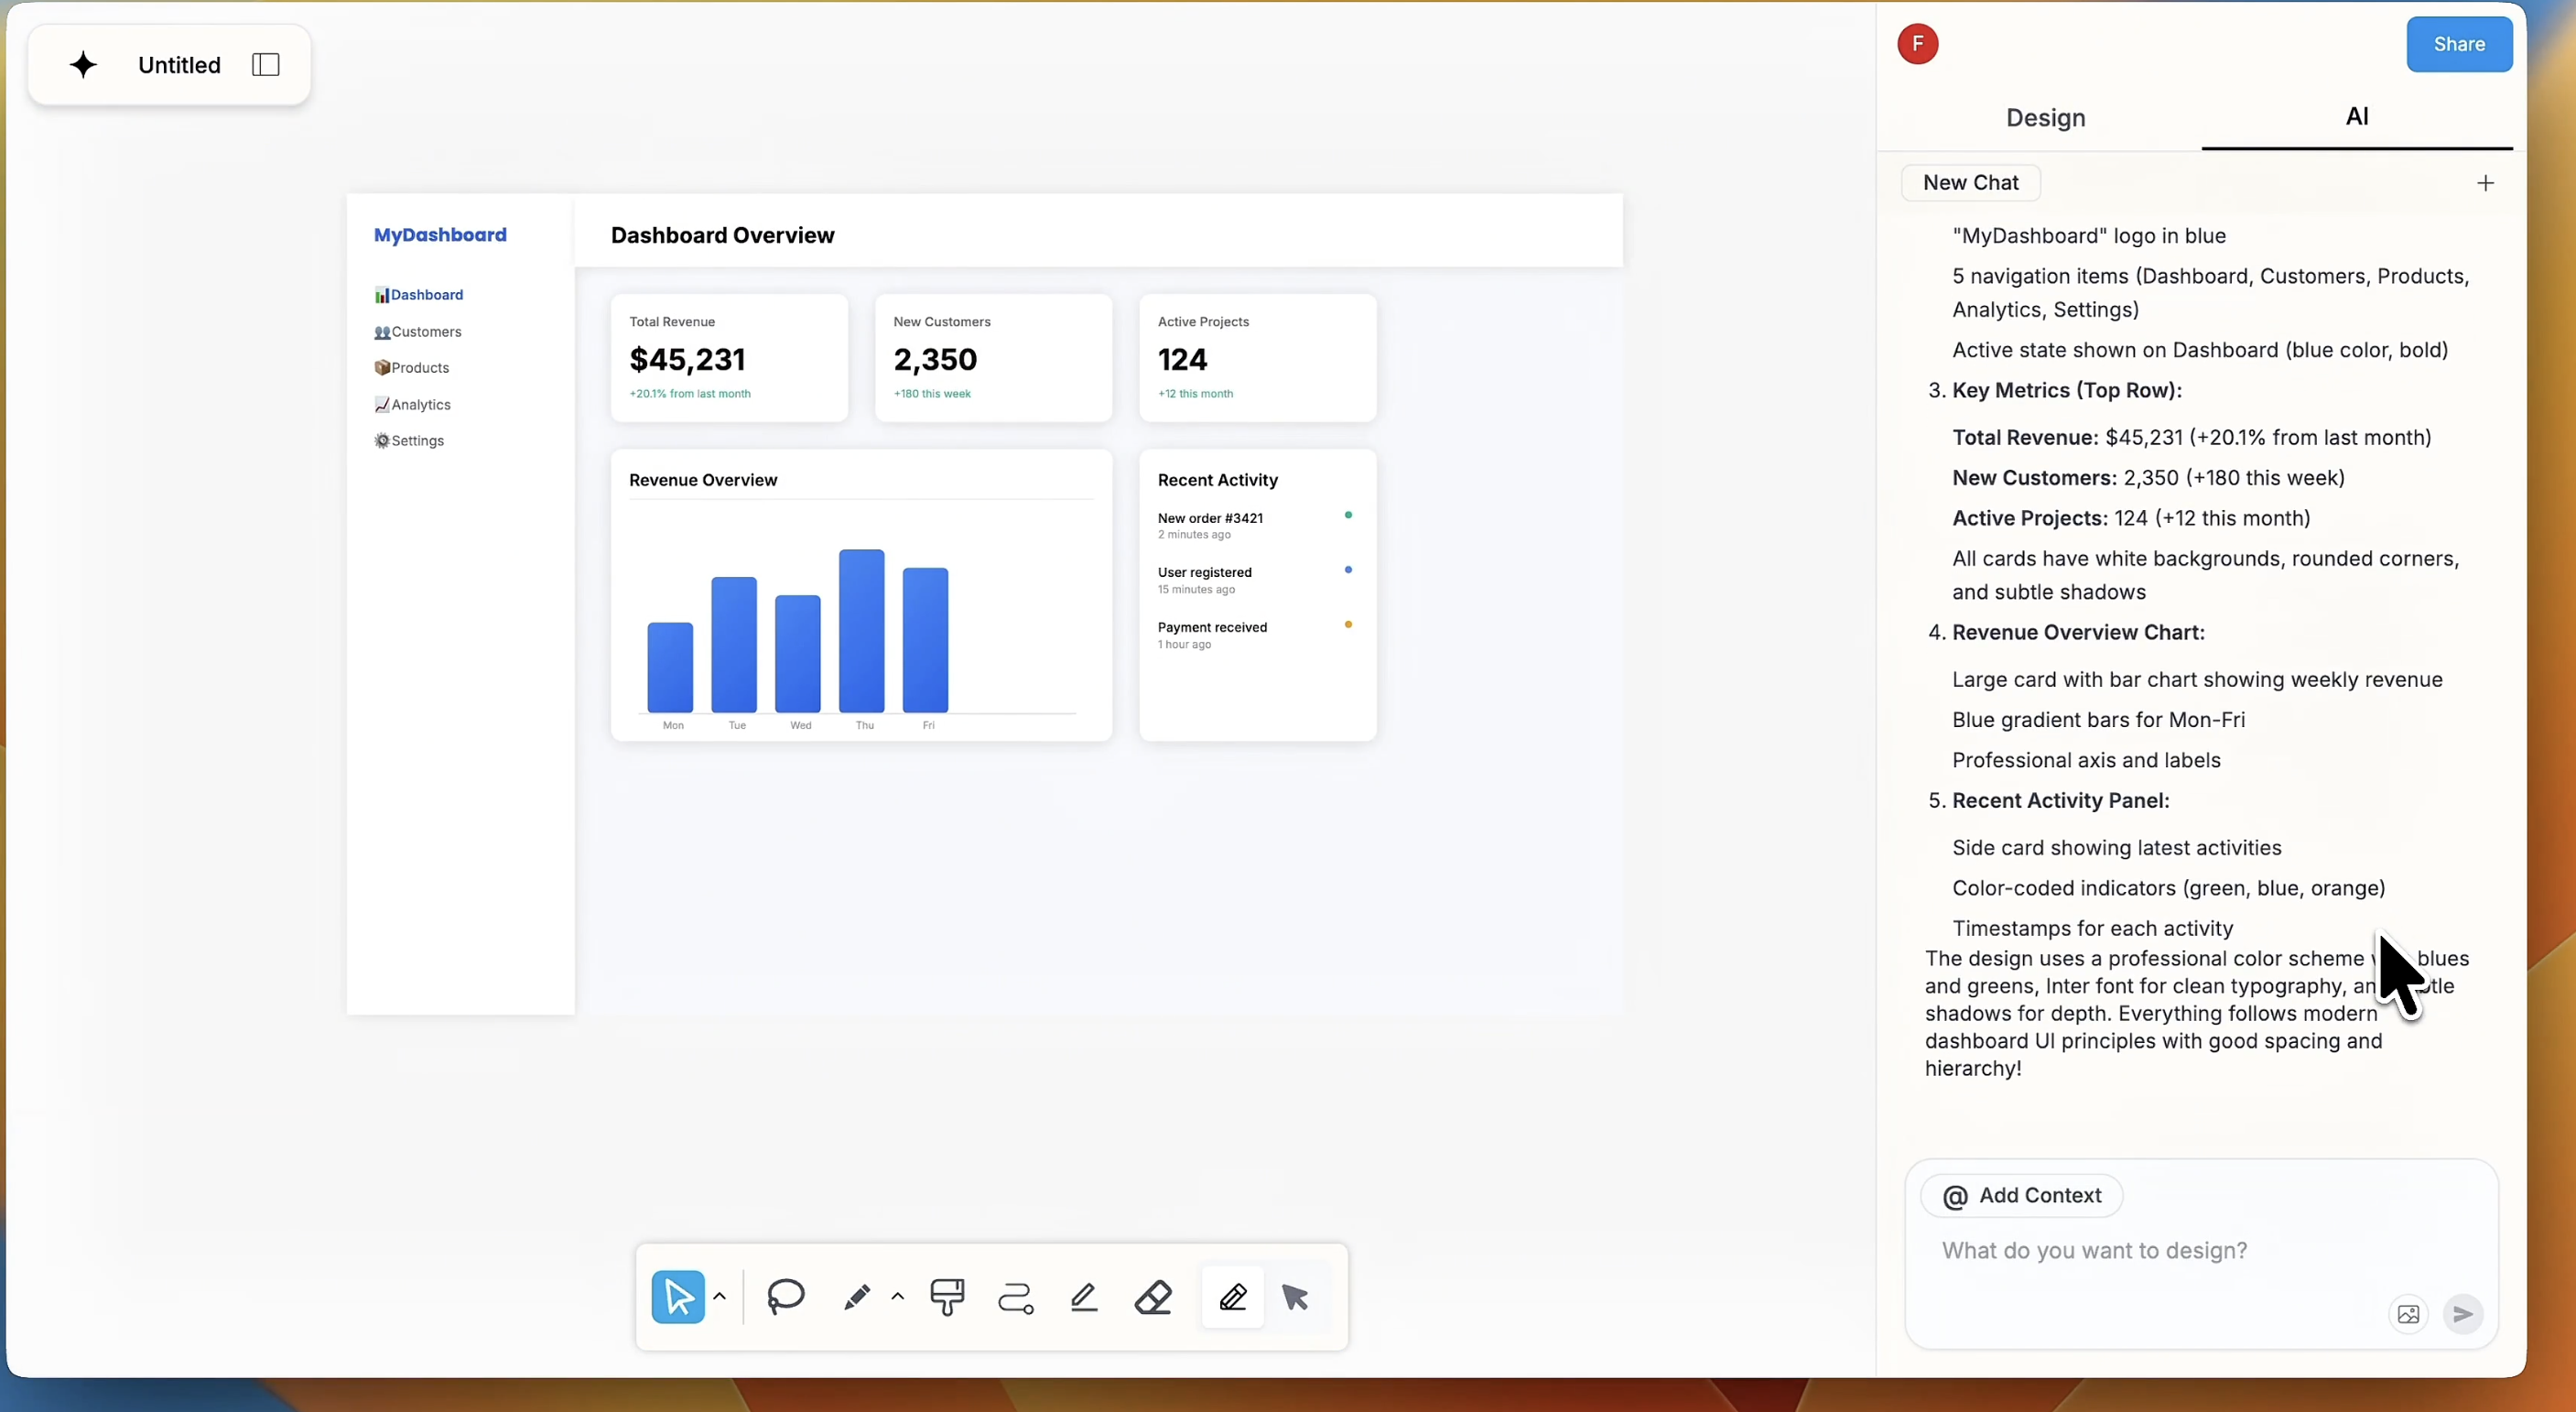 Untitled
MyDashboard
📊Dashboard
👥Customers
📦Products
📈Analytics
⚙Settings
Dashboard Overview
Total Revenue
$45,231
+20.1% from last month
New Customers
2,350
+180 this week
Active Projects
124
+12 this month
Revenue Overview
Mon Tue Wed Thu Fri
Recent Activity
New order #3421
2 minutes ago
User registered
15 minutes ago
Payment received
1 hour ago
F
Share
Design AI
New Chat
"MyDashboard" logo in blue
5 navigation items (Dashboard, Customers, Products,
Analytics, Settings)
Active state shown on Dashboard (blue color, bold)
3. Key Metrics (Top Row):
Total Revenue: $45,231 (+20.1% from last month)
New Customers: 2,350 (+180 this week)
Active Projects: 124 (+12 this month)
All cards have white backgrounds, rounded corners,
and subtle shadows
4. Revenue Overview Chart:
Large card with bar chart showing weekly revenue
Blue gradient bars for Mon-Fri
Professional axis and labels
5. Recent Activity Panel:
Side card showing latest activities
Color-coded indicators (green, blue, orange)
Timestamps for each activity
The design uses a professional color scheme blues
and greens, Inter font for clean typography,
shadows for depth. Everything follows modern
dashboard UI principles with good spacing and
hierarchy!
@ Add Context
What do you want to design?